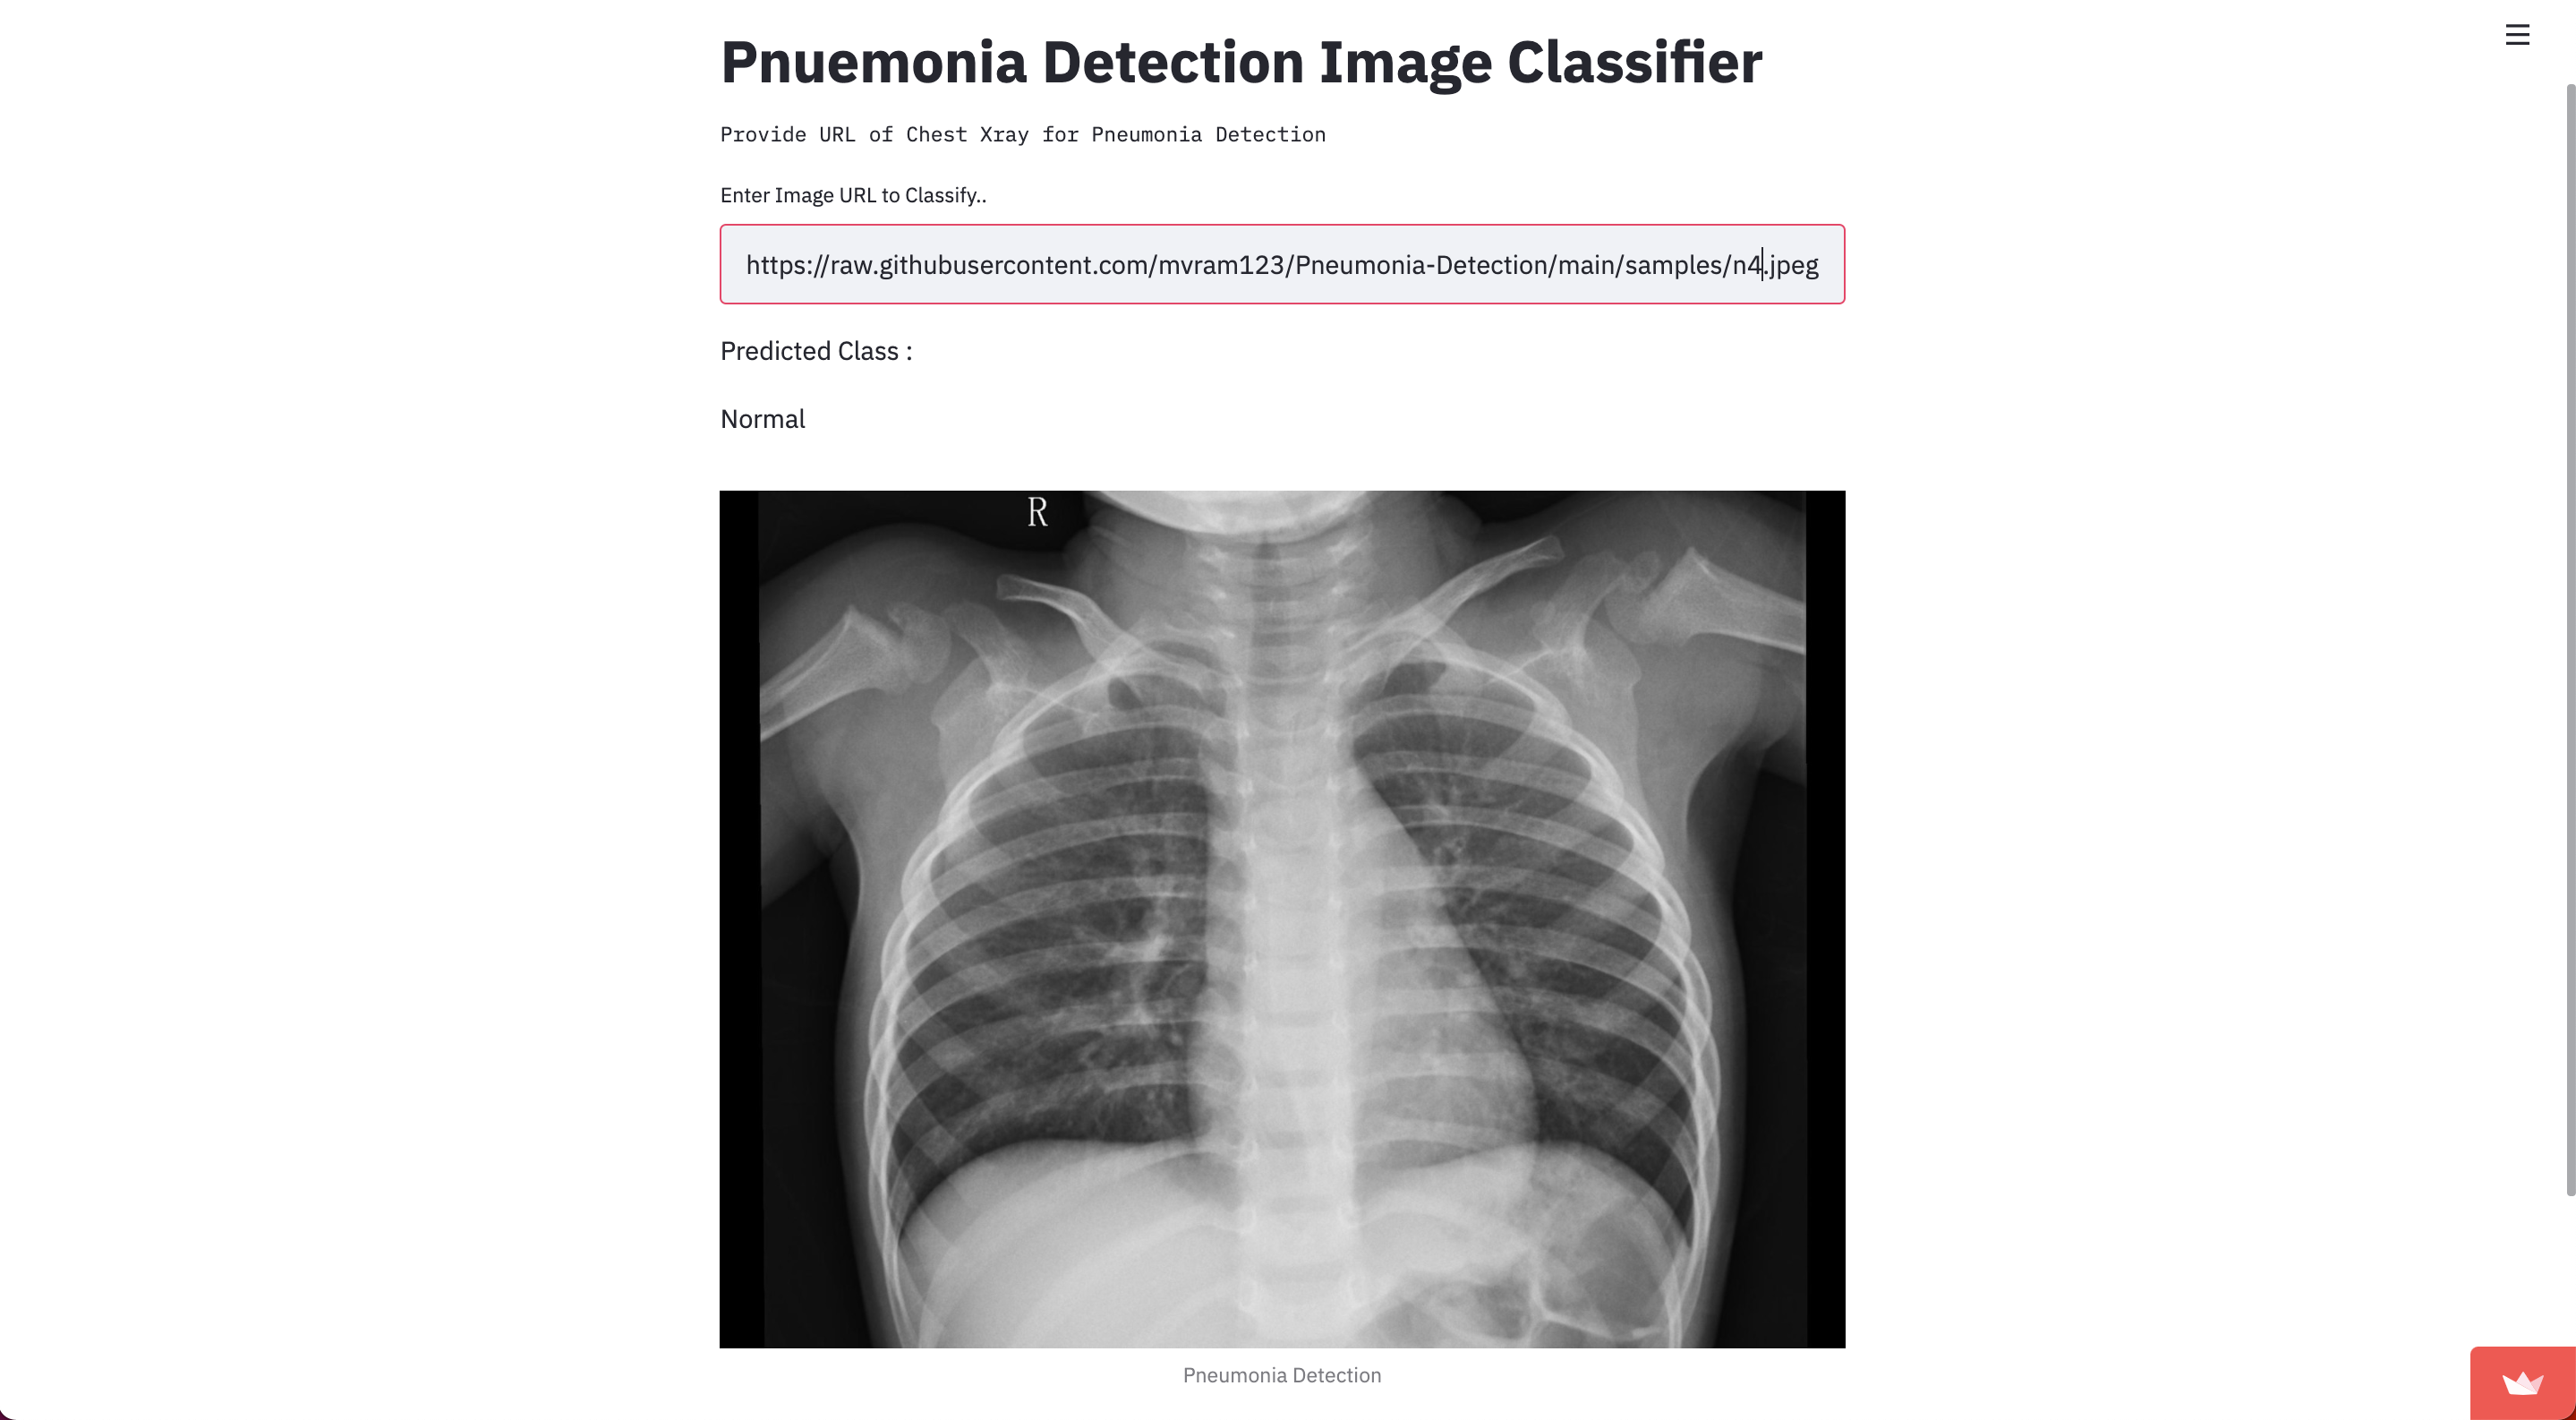 Pnuemonia Detection Image Classifier
Provide URL of Chest Xray for Pneumonia Detection
Enter Image URL to Classify..
https://raw.githubusercontent.com/mvram123/Pneumonia-Detection/main/samples/n4.jpeg
Predicted Class :
Normal
R
Pneumonia Detection